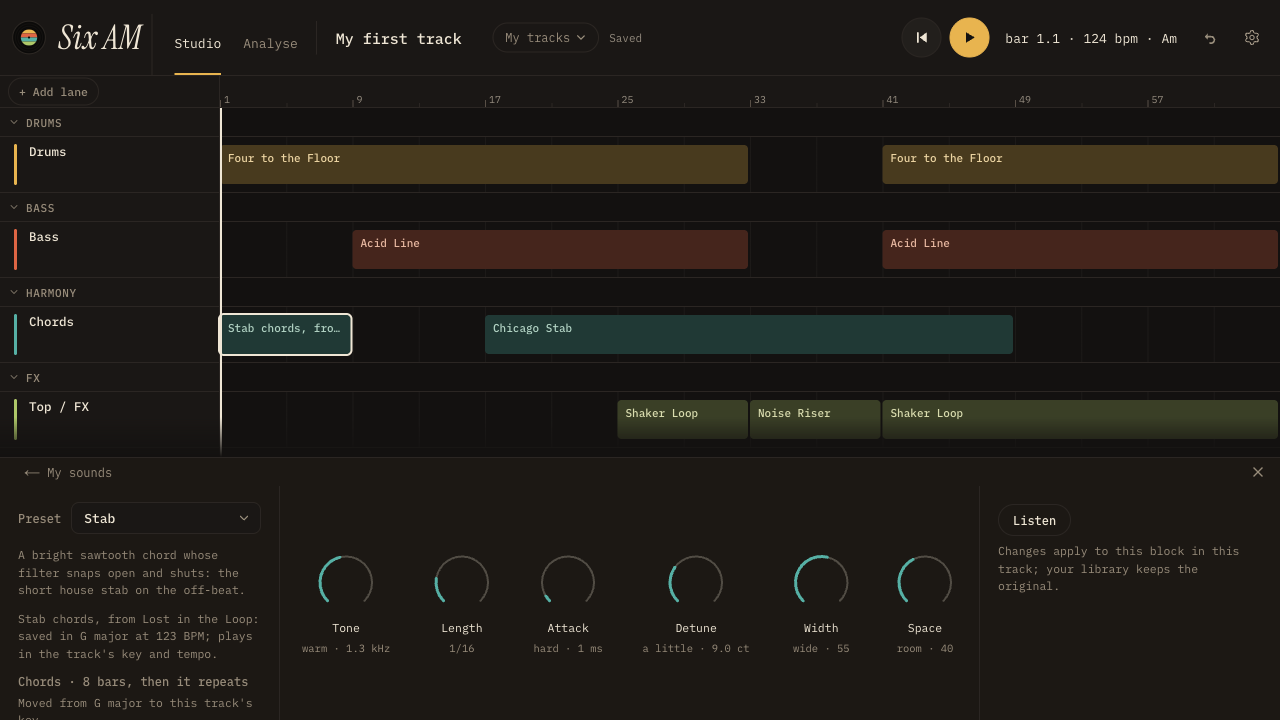 Six AM
Studio
Analyse
My first track
My tracks
Saved
bar 1.1 · 124 bpm · Am
+ Add lane
1 9 17 25 33 41 49 57
DRUMS
Drums
Four to the Floor
Four to the Floor
BASS
Bass
Acid Line
Acid Line
HARMONY
Chords
Stab chords, fro…
Chicago Stab
FX
Top / FX
Shaker Loop
Noise Riser
Shaker Loop
My sounds
Preset
Stab
A bright sawtooth chord whose
filter snaps open and shuts: the
short house stab on the off-beat.
Stab chords, from Lost in the Loop:
saved in G major at 123 BPM; plays
in the track's key and tempo.
Chords · 8 bars, then it repeats
Moved from G major to this track's
key.
Tone
warm · 1.3 kHz
Length
1/16
Attack
hard · 1 ms
Detune
a little · 9.0 ct
Width
wide · 55
Space
room · 40
Listen
Changes apply to this block in this
track; your library keeps the
original.